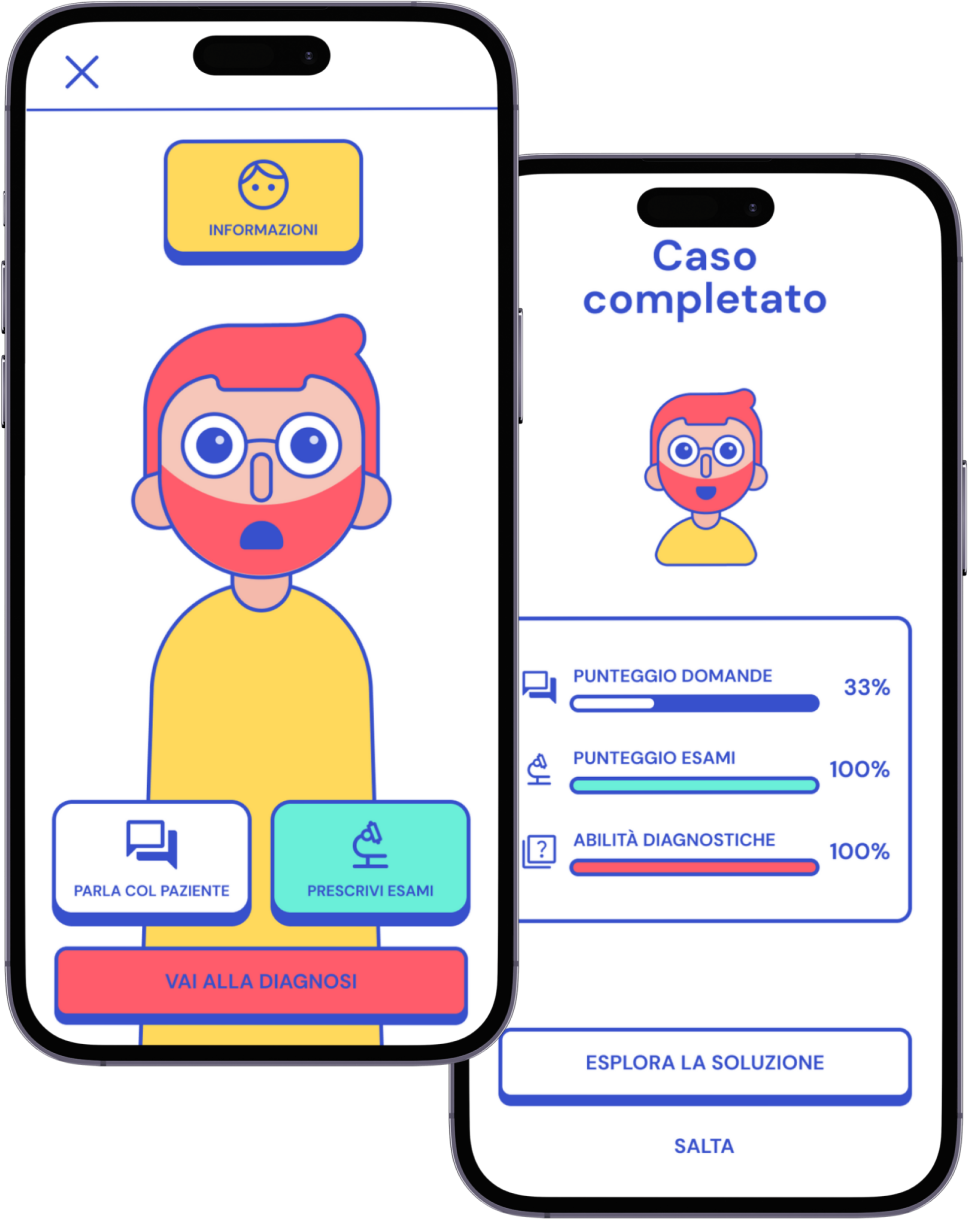 INFORMAZIONI
PARLA COL PAZIENTE
PRESCRIVI ESAMI
VAI ALLA DIAGNOSI
Caso
completato
PUNTEGGIO DOMANDE
33%
PUNTEGGIO ESAMI
100%
?
ABILITÀ DIAGNOSTICHE
100%
ESPLORA LA SOLUZIONE
SALTA